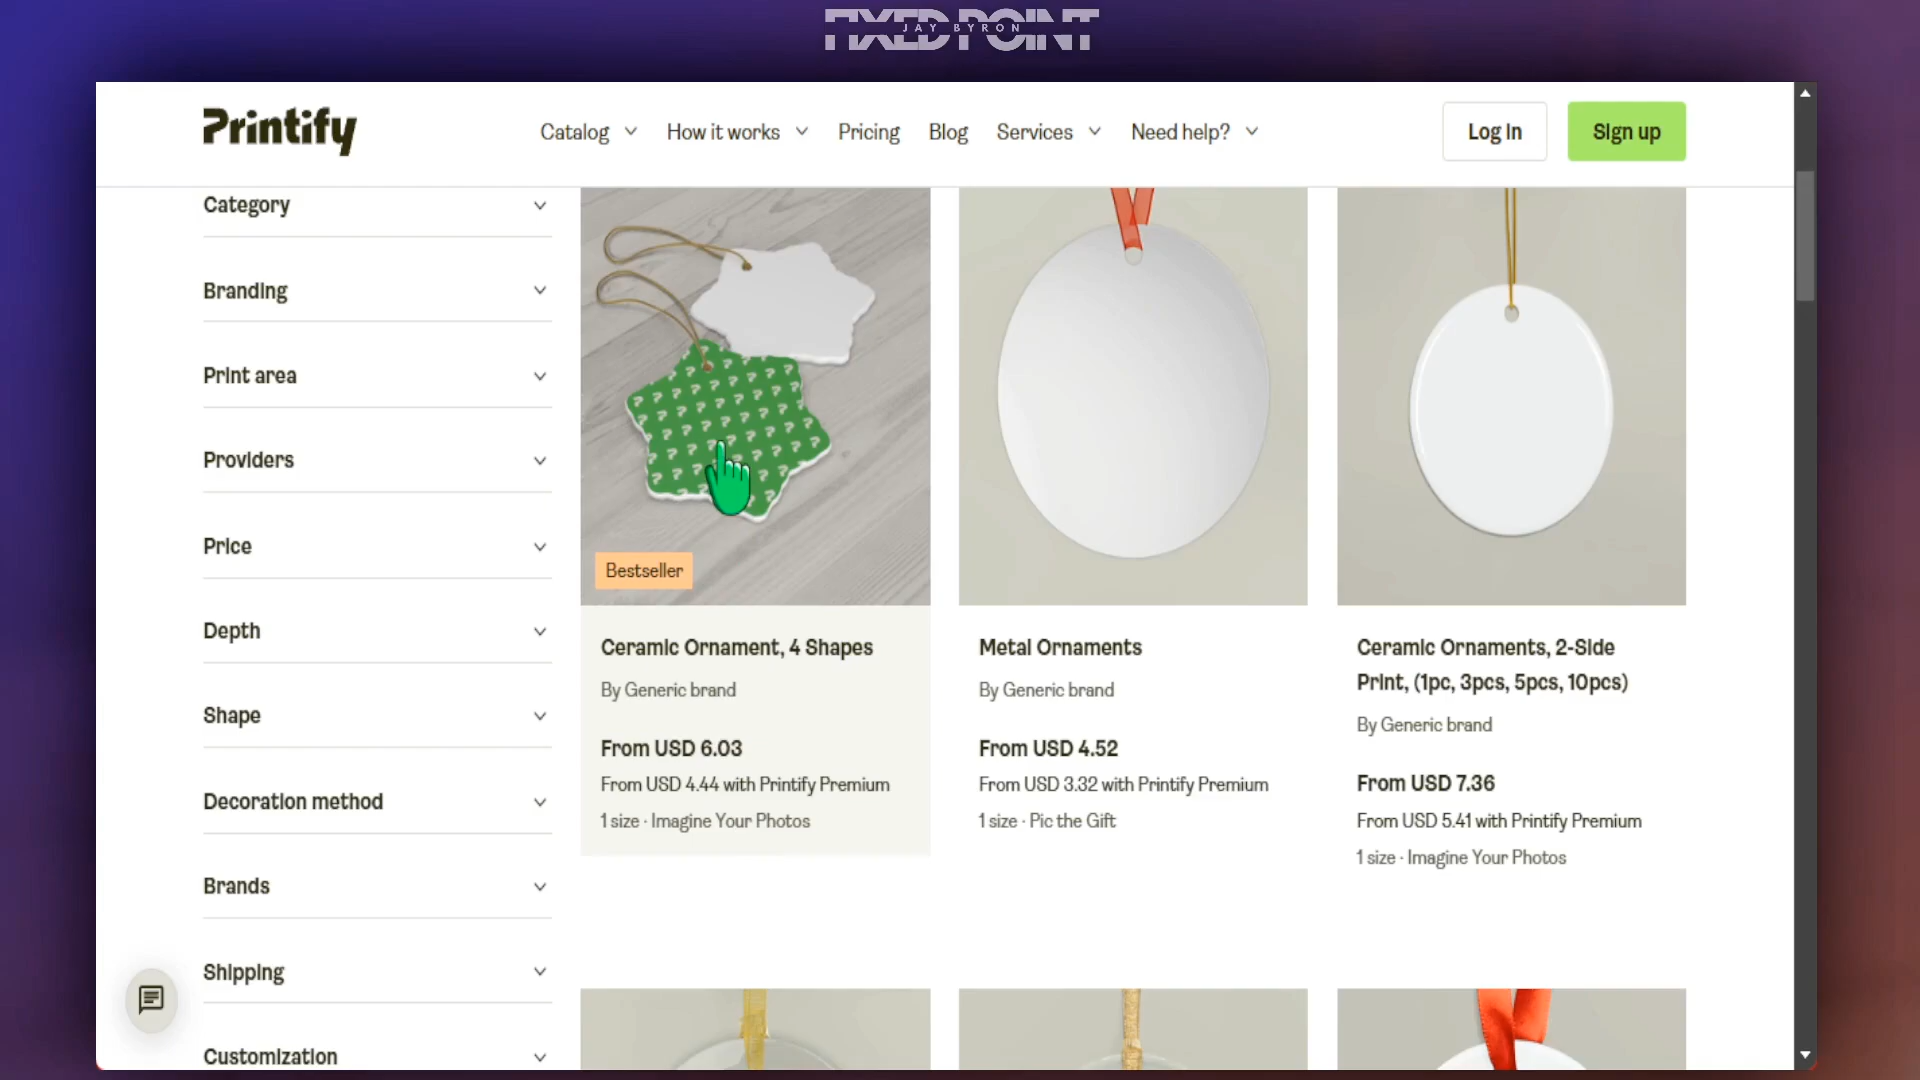 FIXED POINT
JAY BYRON
Printify
Catalog
How it works
Pricing
Blog
Services
Need help?
Log in
Sign up
Category
Branding
Print area
Providers
Price
Depth
Shape
Decoration method
Brands
Shipping
Customization
Bestseller
Ceramic Ornament, 4 Shapes
By Generic brand
From USD 6.03
From USD 4.44 with Printify Premium
1 size · Imagine Your Photos
Metal Ornaments
By Generic brand
From USD 4.52
From USD 3.32 with Printify Premium
1 size · Pic the Gift
Ceramic Ornaments, 2-Side
Print, (1pc, 3pcs, 5pcs, 10pcs)
By Generic brand
From USD 7.36
From USD 5.41 with Printify Premium
1 size · Imagine Your Photos